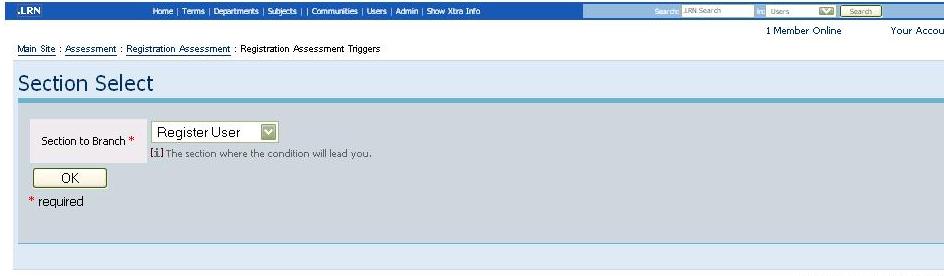 .LRN Home | Terms | Departments | Subjects | | Communities | Users | Admin | Show Xtra Info Search: .LRN Search in: Users Search
1 Member Online Your Accou
Main Site : Assessment : Registration Assessment : Registration Assessment Triggers
Section Select
Section to Branch * Register User
[i] The section where the condition will lead you.
OK
* required